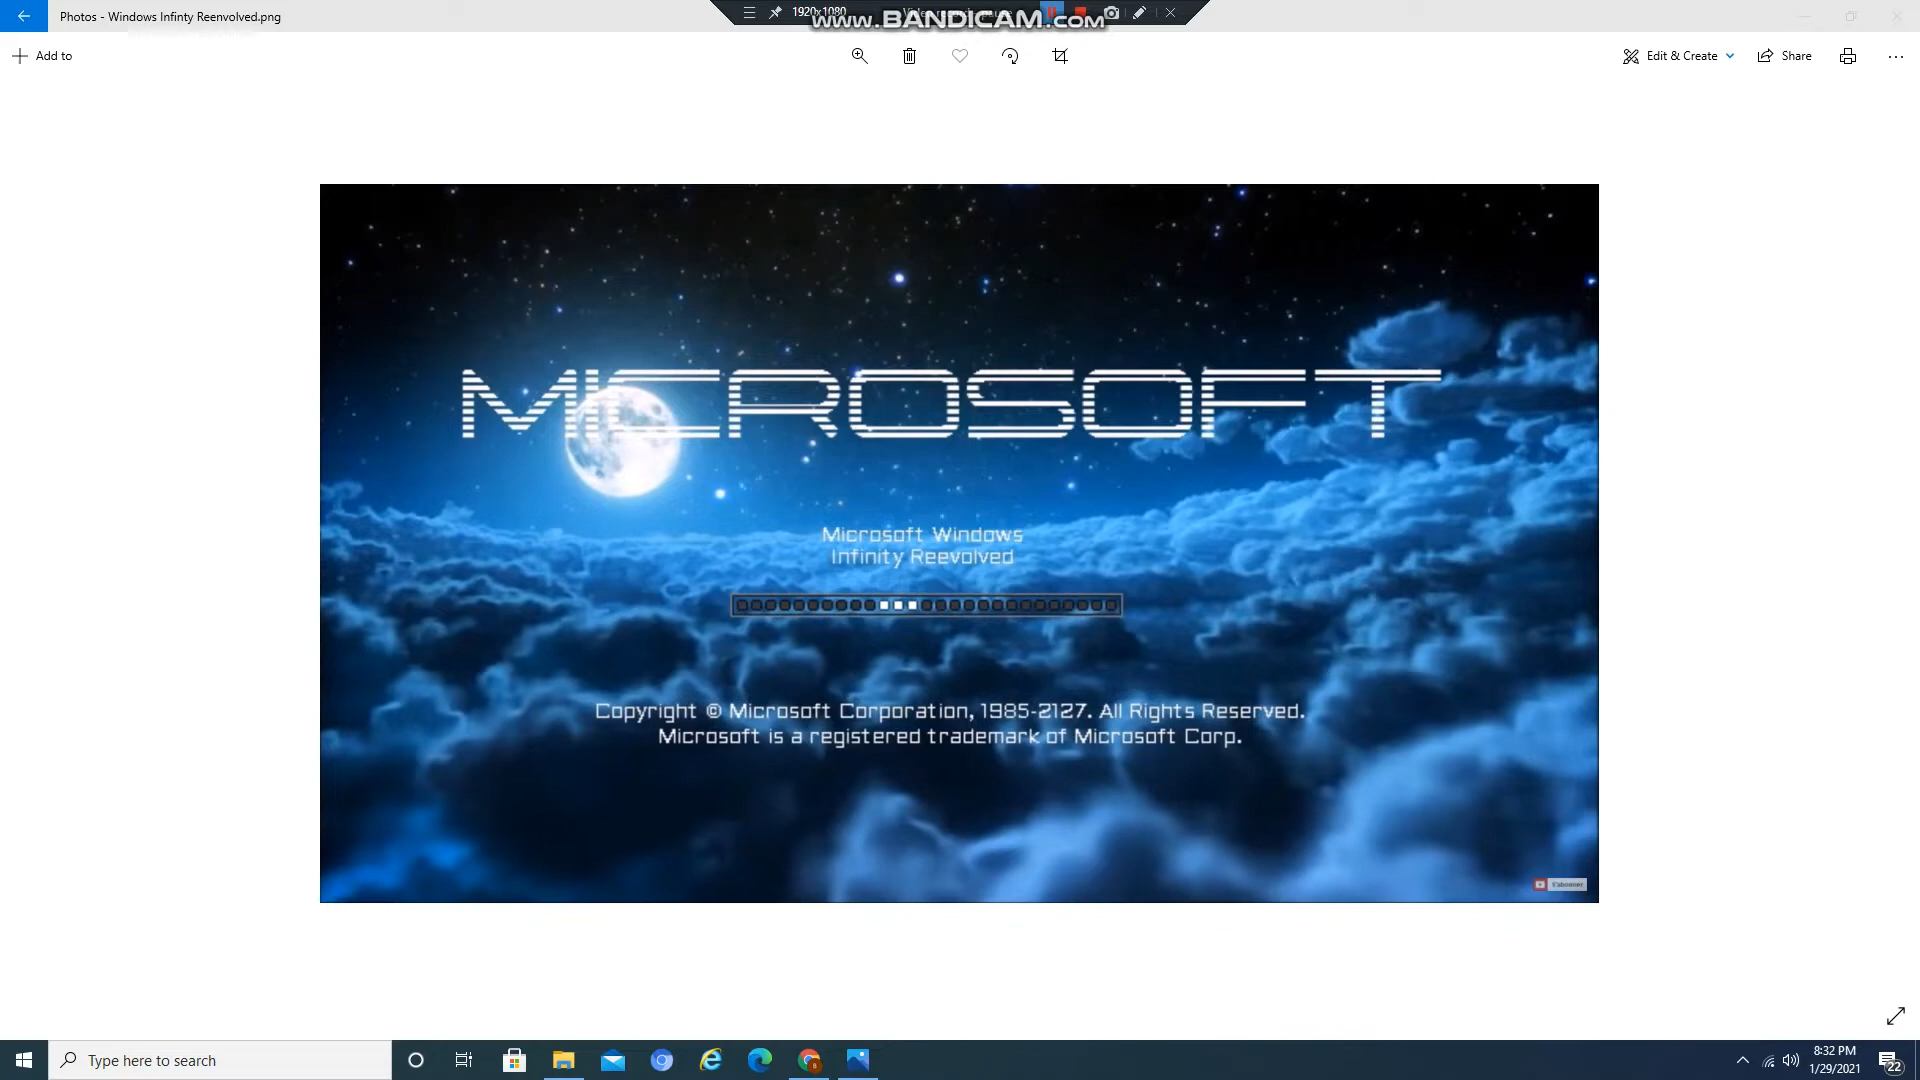 Photos - Windows Infinty Reenvolved.png
1920x1080
www.BANDICAM.com
Add to
Edit & Create
Share
MICROSOFT
Microsoft Windows
Infinity Reevolved
Copyright © Microsoft Corporation, 1985-2127. All Rights Reserved.
Microsoft is a registered trademark of Microsoft Corp.
S'abonner
Type here to search
8:32 PM
1/29/2021
22